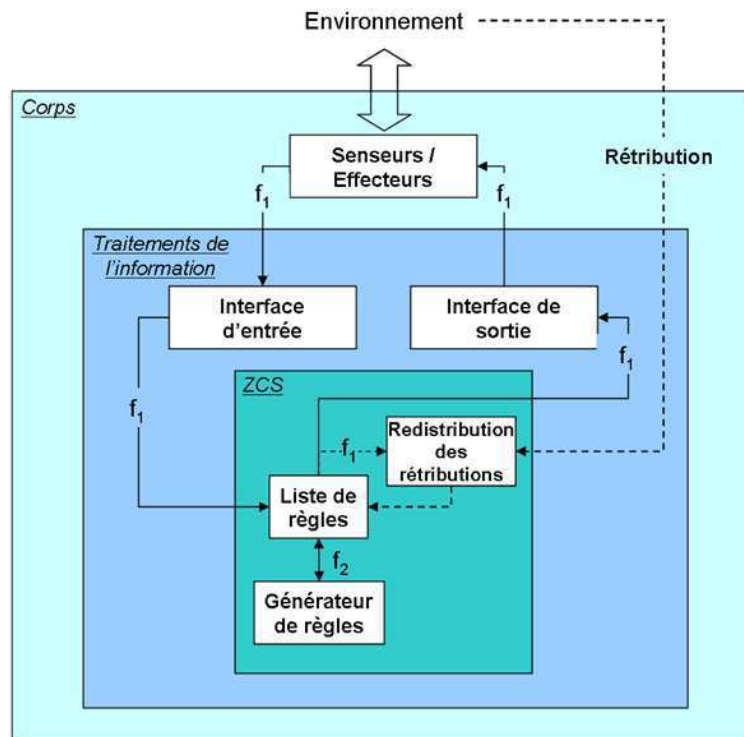 Environnement
Corps
Senseurs /
Effecteurs
Rétribution
f1
f1
Traitements de
l'information
Interface
d'entrée
Interface de
sortie
f1
f1
ZCS
Redistribution
des
rétributions
f1
Liste de
règles
f2
Générateur
de règles